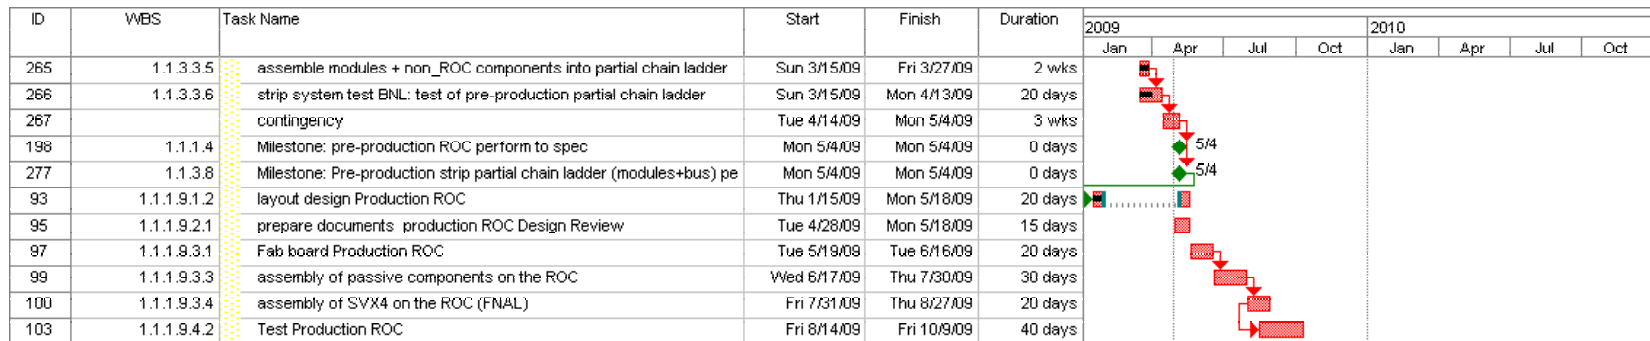 ID WBS Task Name Start Finish Duration 2009 2010
Jan Apr Jul Oct Jan Apr Jul Oct
265 1.1.3.3.5 assemble modules + non_ROC components into partial chain ladder Sun 3/15/09 Fri 3/27/09 2 wks
266 1.1.3.3.6 strip system test BNL: test of pre-production partial chain ladder Sun 3/15/09 Mon 4/13/09 20 days
267 contingency Tue 4/14/09 Mon 5/4/09 3 wks
198 1.1.1.4 Milestone: pre-production ROC perform to spec Mon 5/4/09 Mon 5/4/09 0 days 5/4
277 1.1.3.8 Milestone: Pre-production strip partial chain ladder (modules+bus) pe Mon 5/4/09 Mon 5/4/09 0 days 5/4
93 1.1.1.9.1.2 layout design Production ROC Thu 1/15/09 Mon 5/18/09 20 days
95 1.1.1.9.2.1 prepare documents production ROC Design Review Tue 4/28/09 Mon 5/18/09 15 days
97 1.1.1.9.3.1 Fab board Production ROC Tue 5/19/09 Tue 6/16/09 20 days
99 1.1.1.9.3.3 assembly of passive components on the ROC Wed 6/17/09 Thu 7/30/09 30 days
100 1.1.1.9.3.4 assembly of SVX4 on the ROC (FNAL) Fri 7/31/09 Thu 8/27/09 20 days
103 1.1.1.9.4.2 Test Production ROC Fri 8/14/09 Fri 10/9/09 40 days